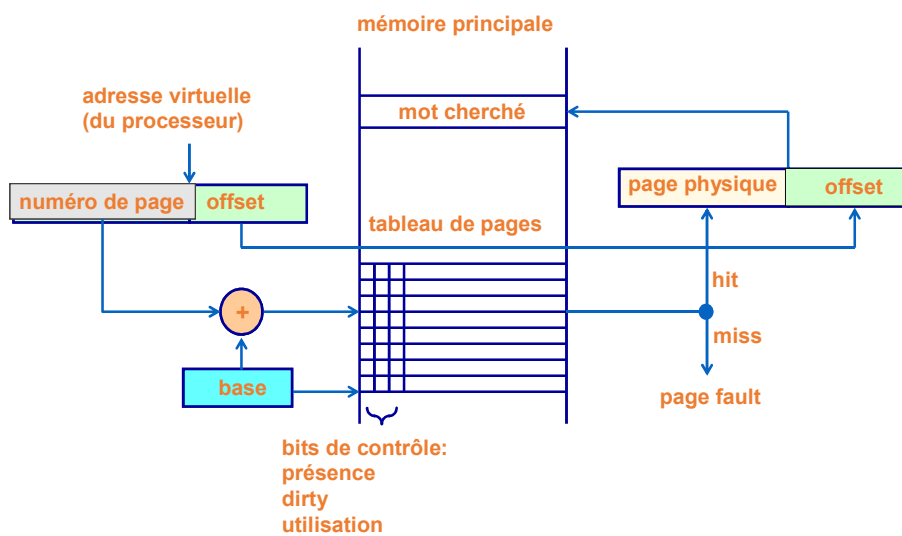 mémoire principale
adresse virtuelle
(du processeur)
mot cherché
numéro de page
offset
page physique
offset
tableau de pages
hit
+
miss
base
page fault
bits de contrôle:
présence
dirty
utilisation